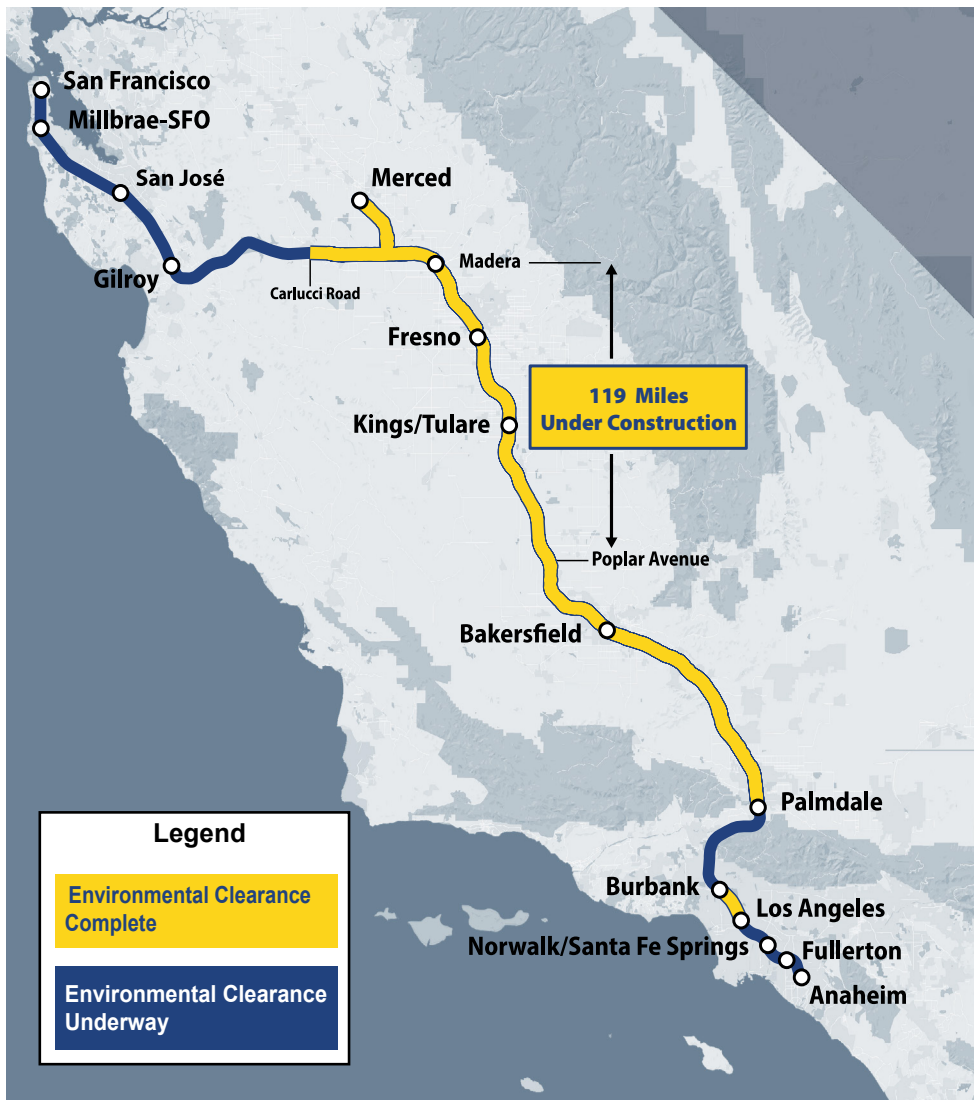 San Francisco
Millbrae-SFO
San José
Merced
Gilroy
Carlucci Road
Madera
Fresno
119 Miles
Under Construction
Kings/Tulare
Poplar Avenue
Bakersfield
Palmdale
Burbank
Los Angeles
Norwalk/Santa Fe Springs
Fullerton
Anaheim
Legend
Environmental Clearance
Complete
Environmental Clearance
Underway